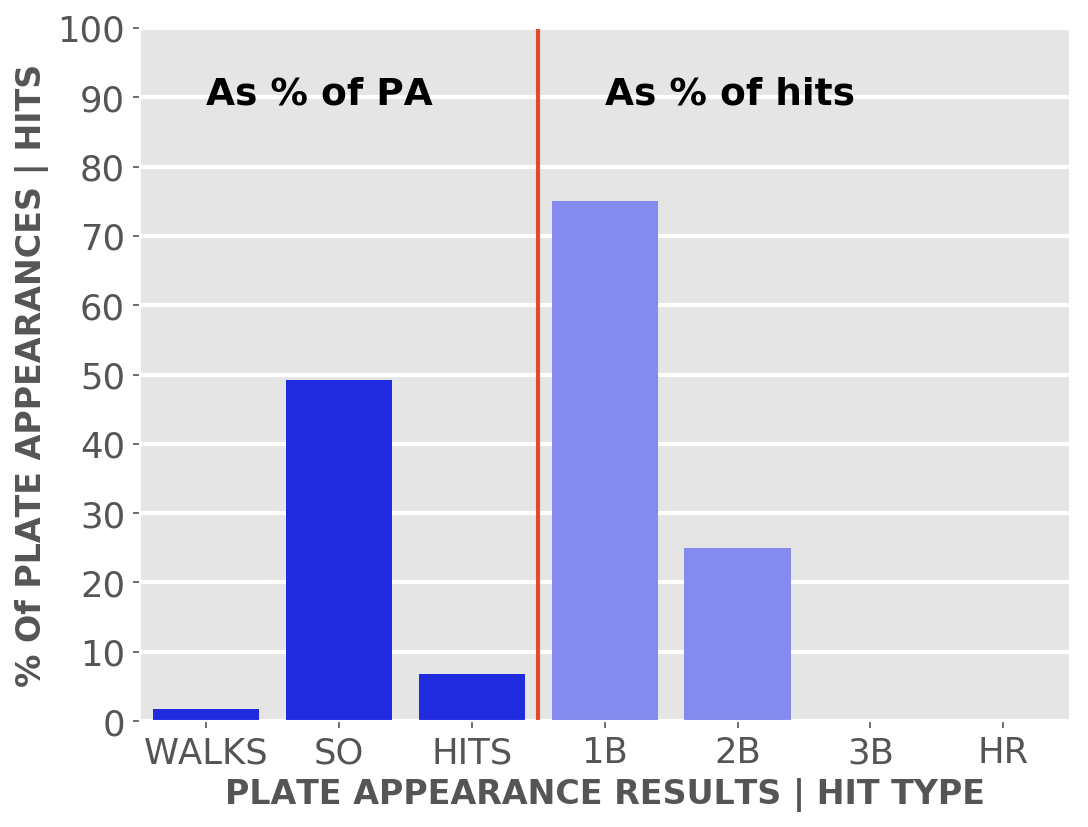 100
90
80
70
60
50
40
30
20
10
0
% Of PLATE APPEARANCES | HITS
As % of PA
As % of hits
WALKS SO HITS 1B 2B 3B HR
PLATE APPEARANCE RESULTS | HIT TYPE